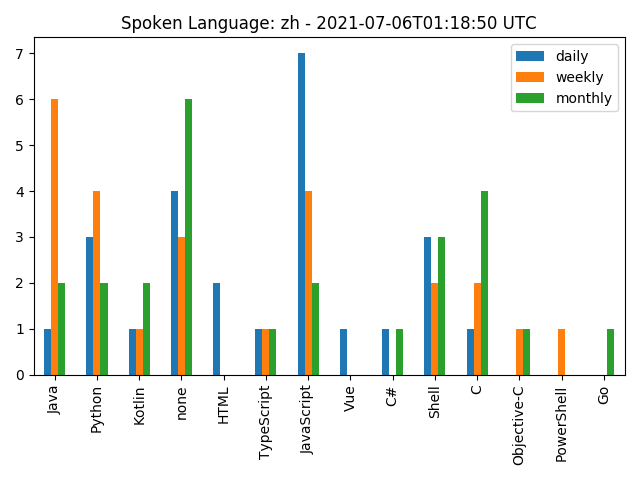 Spoken Language: zh - 2021-07-06T01:18:50 UTC
daily
weekly
monthly
7
6
5
4
3
2
1
0
Java
Python
Kotlin
none
HTML
TypeScript
JavaScript
Vue
C#
Shell
C
Objective-C
PowerShell
Go